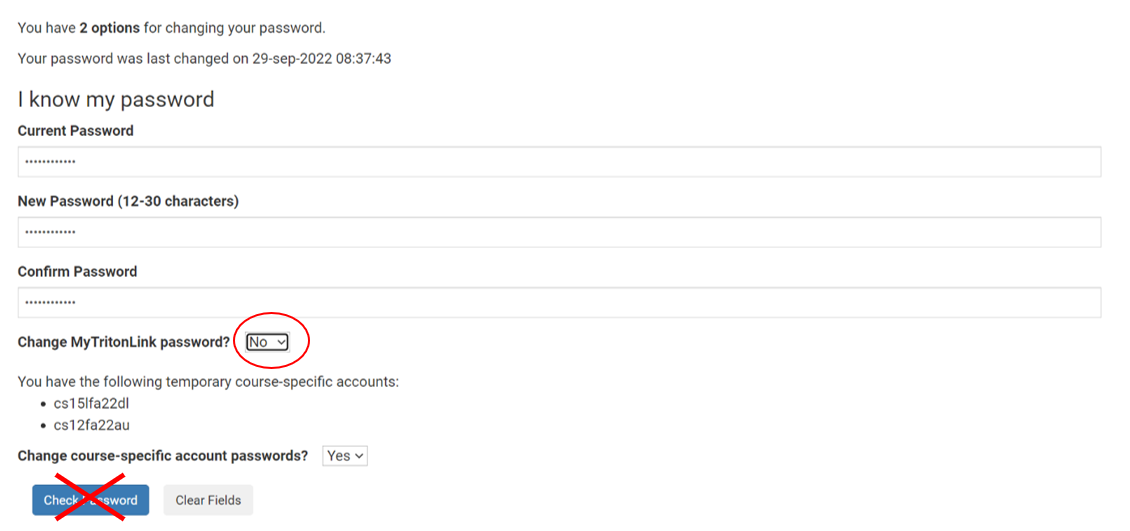 You have 2 options for changing your password.
Your password was last changed on 29-sep-2022 08:37:43
I know my password
Current Password
••••••••••••
New Password (12-30 characters)
••••••••••••
Confirm Password
••••••••••••
Change MyTritonLink password? No
You have the following temporary course-specific accounts:
• cs15lfa22dl
• cs12fa22au
Change course-specific account passwords? Yes
Check Password Clear Fields